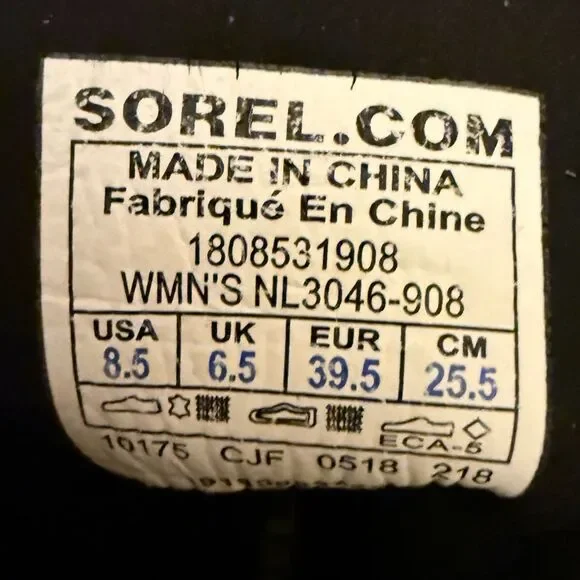 SOREL.COM
MADE IN CHINA
Fabriqué En Chine
1808531908
WMN'S NL3046-908
USA UK EUR CM
8.5 6.5 39.5 25.5
ECA-5
10175 CJF 0518 218